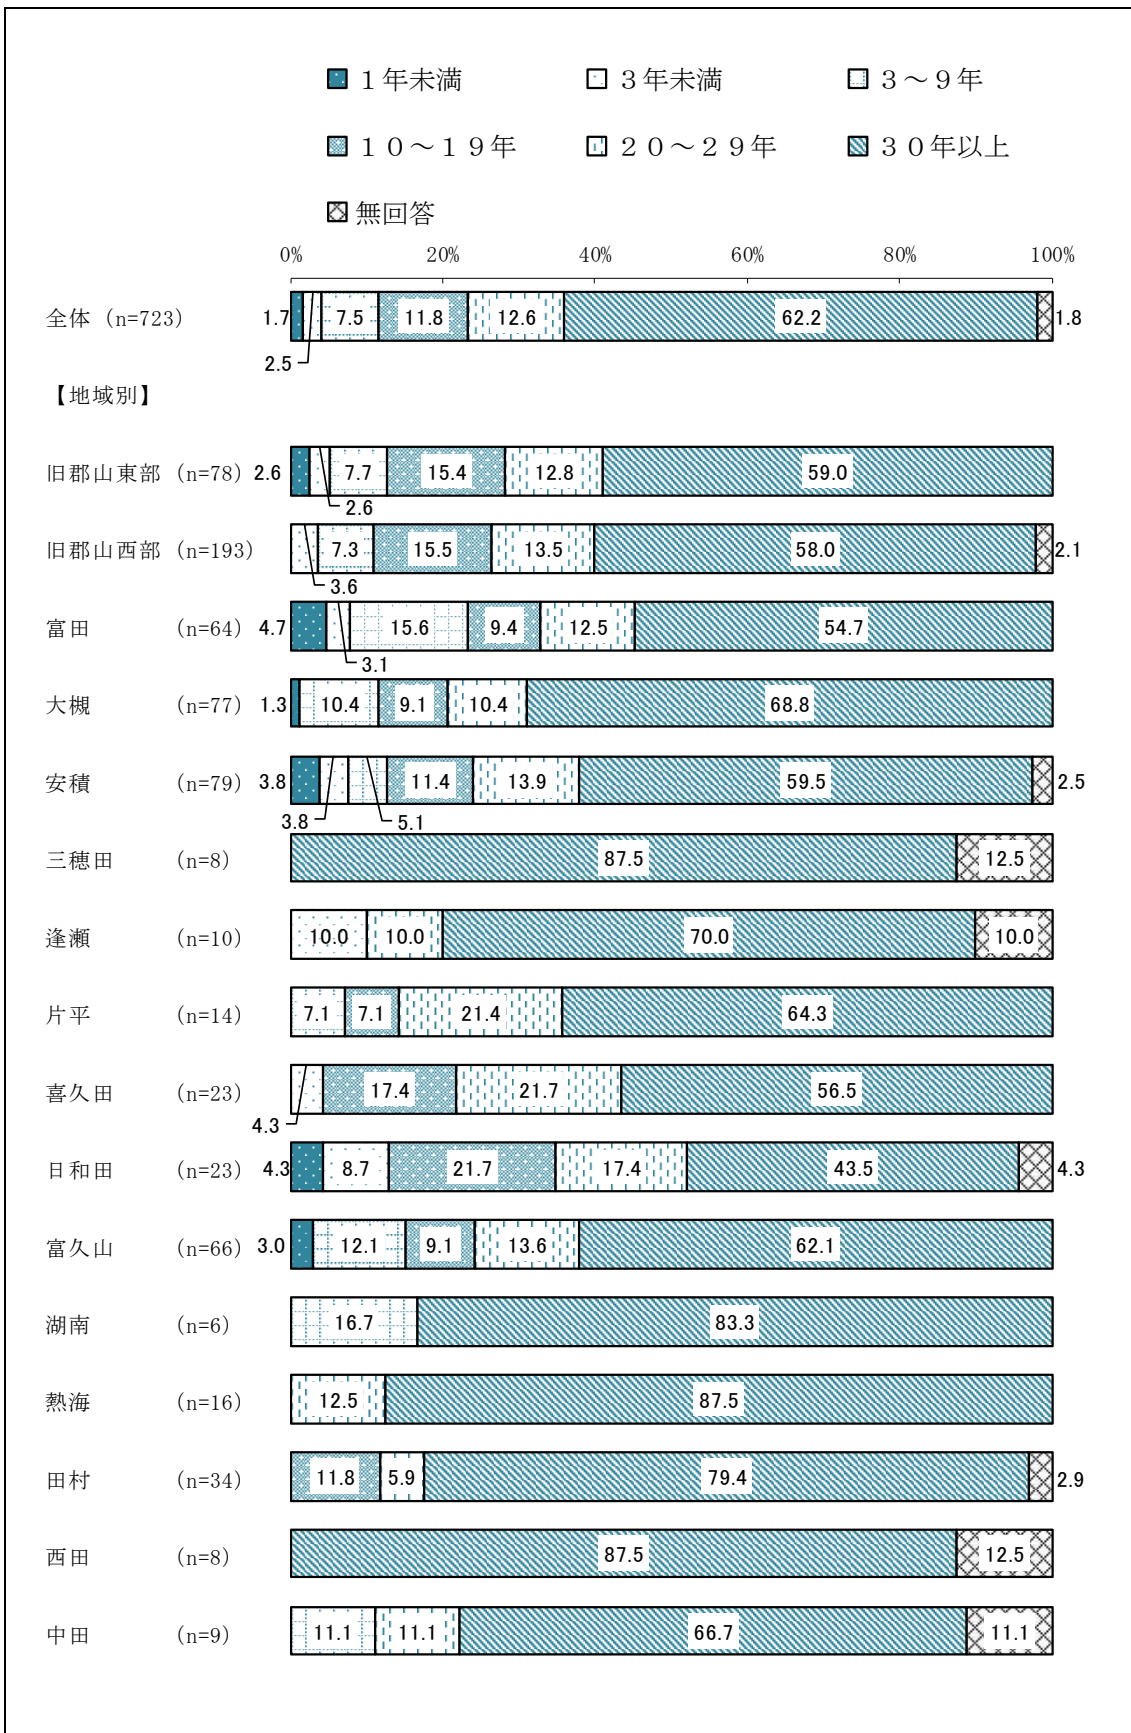 １年未満 ３年未満 ３～９年
１０～１９年 ２０～２９年 ３０年以上
無回答
0% 20% 40% 60% 80% 100%
全体 (n=723) 1.7 7.5 11.8 12.6 62.2 1.8
2.5
【地域別】
旧郡山東部 (n=78) 2.6 7.7 15.4 12.8 59.0
2.6
旧郡山西部 (n=193) 7.3 15.5 13.5 58.0 2.1
3.6
富田 (n=64) 4.7 15.6 9.4 12.5 54.7
3.1
大槻 (n=77) 1.3 10.4 9.1 10.4 68.8
安積 (n=79) 3.8 11.4 13.9 59.5 2.5
3.8 5.1
三穂田 (n=8) 87.5 12.5
逢瀬 (n=10) 10.0 10.0 70.0 10.0
片平 (n=14) 7.1 7.1 21.4 64.3
喜久田 (n=23) 17.4 21.7 56.5
4.3
日和田 (n=23) 4.3 8.7 21.7 17.4 43.5 4.3
富久山 (n=66) 3.0 12.1 9.1 13.6 62.1
湖南 (n=6) 16.7 83.3
熱海 (n=16) 12.5 87.5
田村 (n=34) 11.8 5.9 79.4 2.9
西田 (n=8) 87.5 12.5
中田 (n=9) 11.1 11.1 66.7 11.1